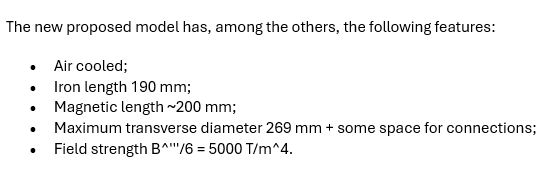 The new proposed model has, among the others, the following features:
• Air cooled;
• Iron length 190 mm;
• Magnetic length ~200 mm;
• Maximum transverse diameter 269 mm + some space for connections;
• Field strength B^'''/6 = 5000 T/m^4.